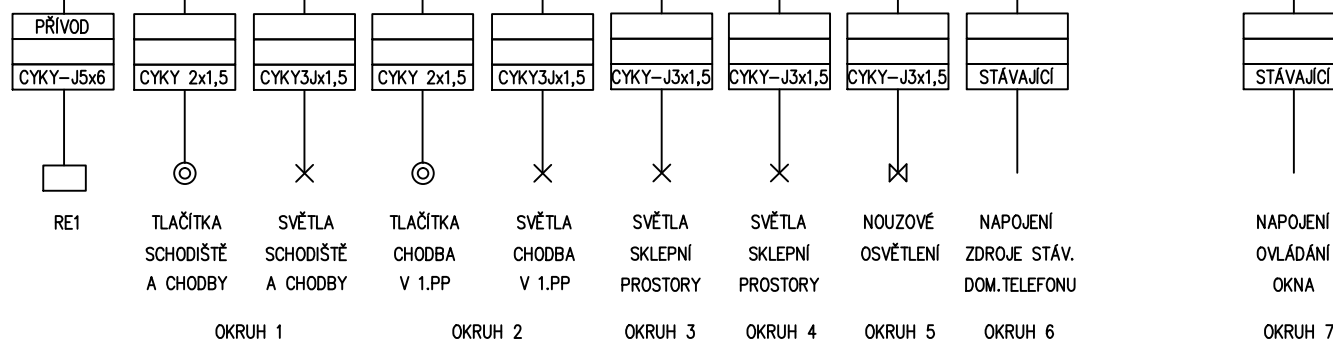 PŘÍVOD
CYKY-J5x6 CYKY 2x1,5 CYKY3Jx1,5 CYKY 2x1,5 CYKY3Jx1,5 CYKY-J3x1,5 CYKY-J3x1,5 CYKY-J3x1,5 STÁVAJÍCÍ STÁVAJÍCÍ
RE1 TLAČÍTKA SVĚTLA TLAČÍTKA SVĚTLA SVĚTLA SVĚTLA NOUZOVÉ NAPOJENÍ NAPOJENÍ
SCHODIŠTĚ SCHODIŠTĚ CHODBA CHODBA SKLEPNÍ SKLEPNÍ OSVĚTLENÍ ZDROJE STÁV. OVLÁDÁNÍ
A CHODBY A CHODBY V 1.PP V 1.PP PROSTORY PROSTORY DOM.TELEFONU OKNA
OKRUH 1 OKRUH 2 OKRUH 3 OKRUH 4 OKRUH 5 OKRUH 6 OKRUH 7